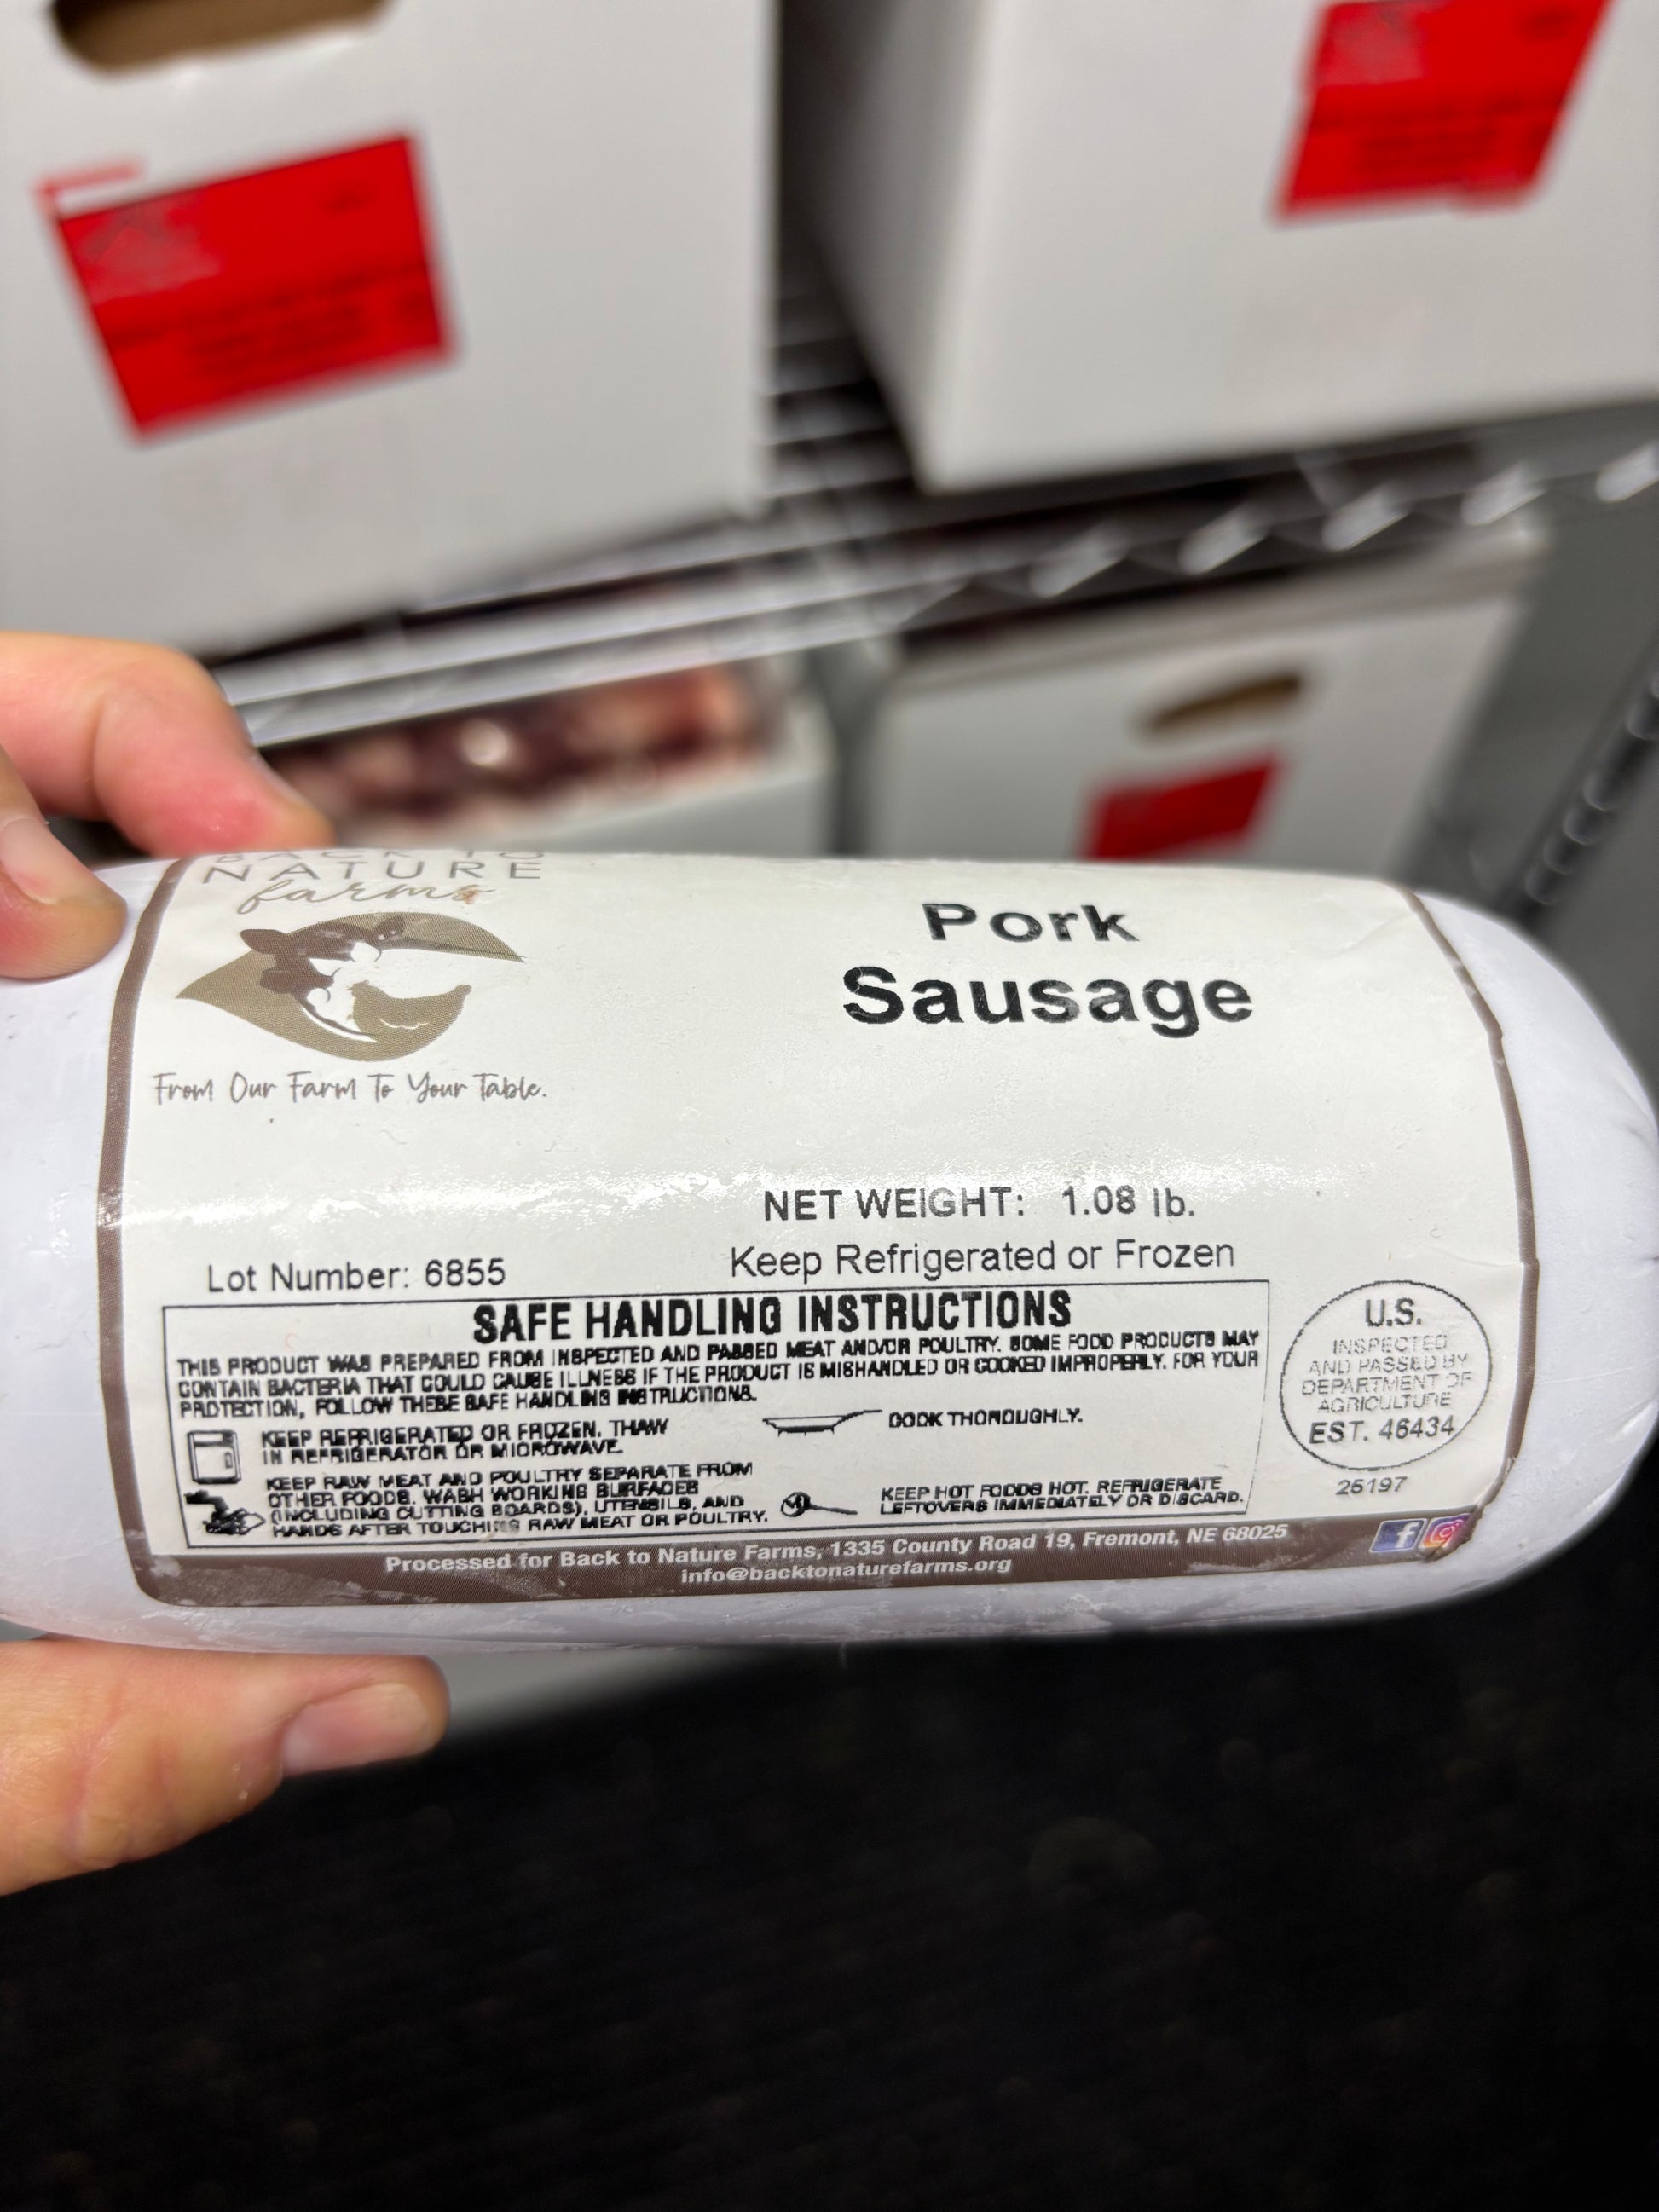 BACK TO
NATURE
farms
From Our Farm To Your Table.
Pork
Sausage
NET WEIGHT: 1.08 lb.
Keep Refrigerated or Frozen
Lot Number: 6855
SAFE HANDLING INSTRUCTIONS
THIS PRODUCT WAS PREPARED FROM INSPECTED AND PASSED MEAT AND/OR POULTRY. SOME FOOD PRODUCTS MAY
CONTAIN BACTERIA THAT COULD CAUSE ILLNESS IF THE PRODUCT IS MISHANDLED OR COOKED IMPROPERLY. FOR YOUR
PROTECTION, FOLLOW THESE SAFE HANDLING INSTRUCTIONS.
KEEP REFRIGERATED OR FROZEN. THAW
IN REFRIGERATOR OR MICROWAVE.
COOK THOROUGHLY.
KEEP RAW MEAT AND POULTRY SEPARATE FROM
OTHER FOODS. WASH WORKING SURFACES
(INCLUDING CUTTING BOARDS), UTENSILS, AND
HANDS AFTER TOUCHING RAW MEAT OR POULTRY.
KEEP HOT FOODS HOT. REFRIGERATE
LEFTOVERS IMMEDIATELY OR DISCARD.
U.S.
INSPECTED
AND PASSED BY
DEPARTMENT OF
AGRICULTURE
EST. 46434
25197
Processed for Back to Nature Farms, 1335 County Road 19, Fremont, NE 68025
info@backtonaturefarms.org